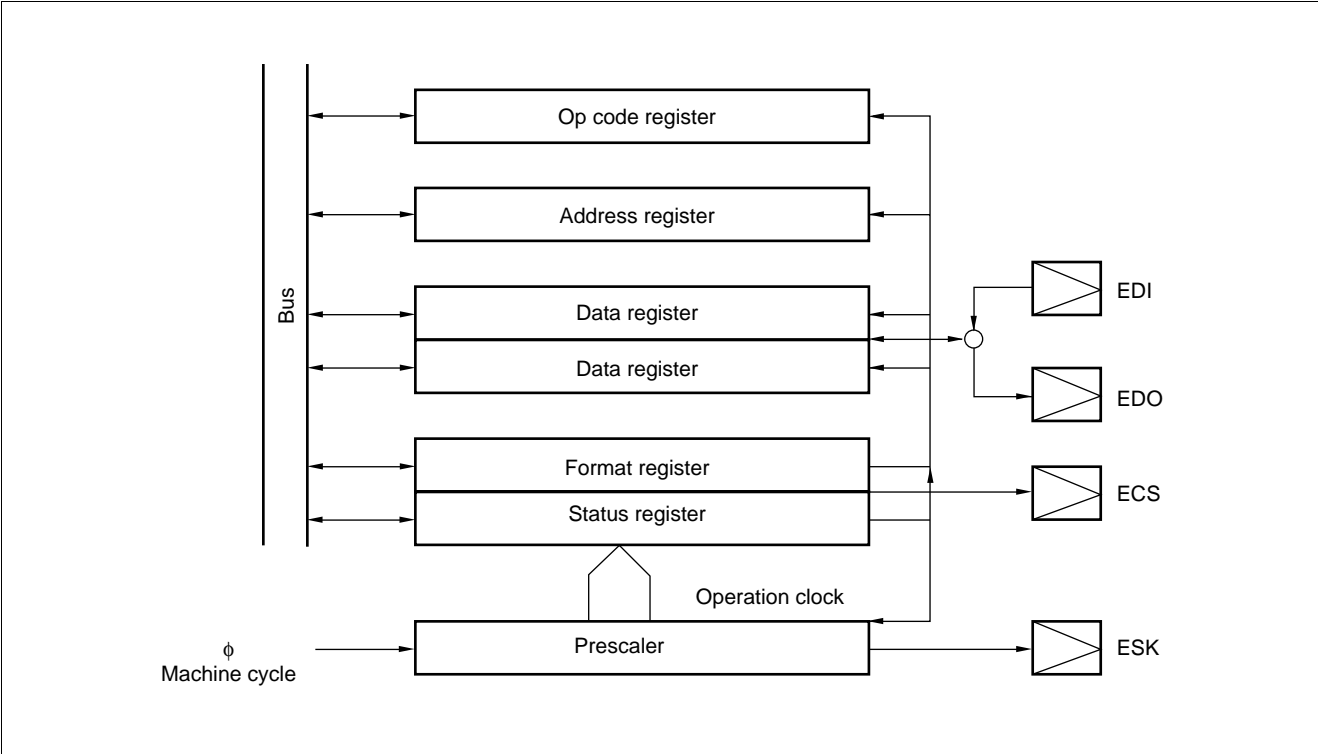 Op code register
Address register
Bus
Data register
Data register
EDI
EDO
Format register
Status register
ECS
Operation clock
Prescaler
ϕ
Machine cycle
ESK